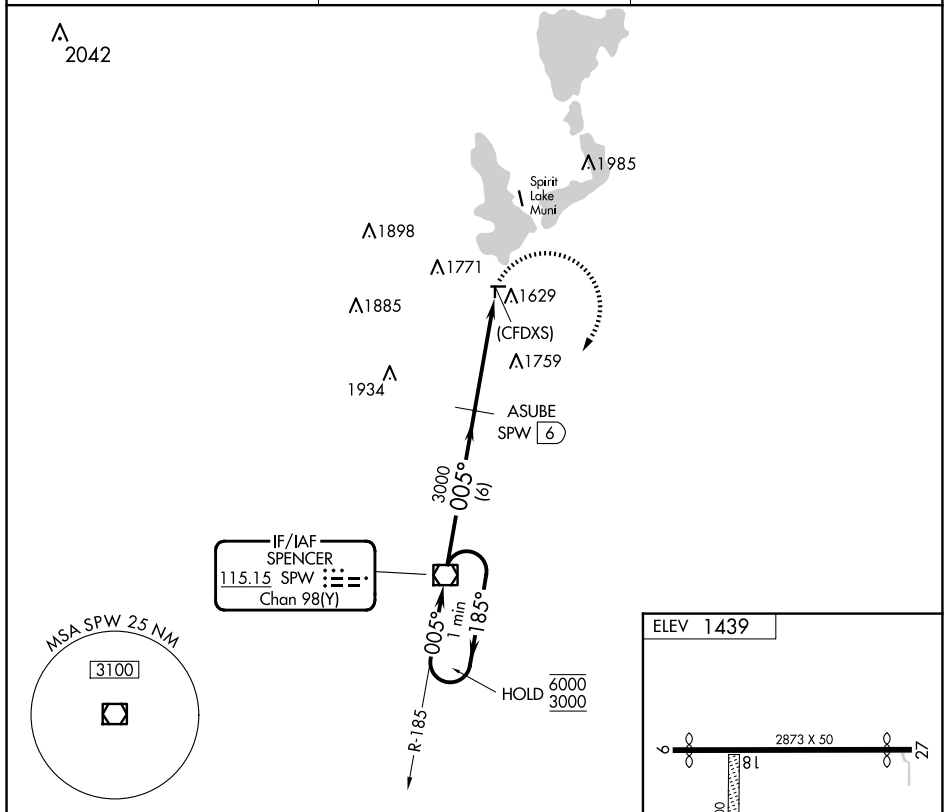 2042
1985
Spirit
Lake
Muni
1898
1771
1885
1629
(CFDXS)
1759
1934
ASUBE
SPW 6
3000
005°
(6)
IF/IAF
SPENCER
115.15 SPW
Chan 98(Y)
005°
1 min
185°
HOLD 6000
3000
R-185
MSA SPW 25 NM
3100
ELEV 1439
9
2873 X 50
27
18